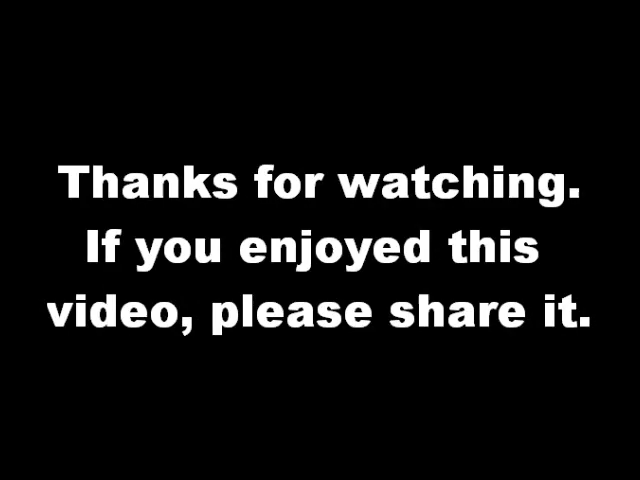 Thanks for watching.
If you enjoyed this
video, please share it.